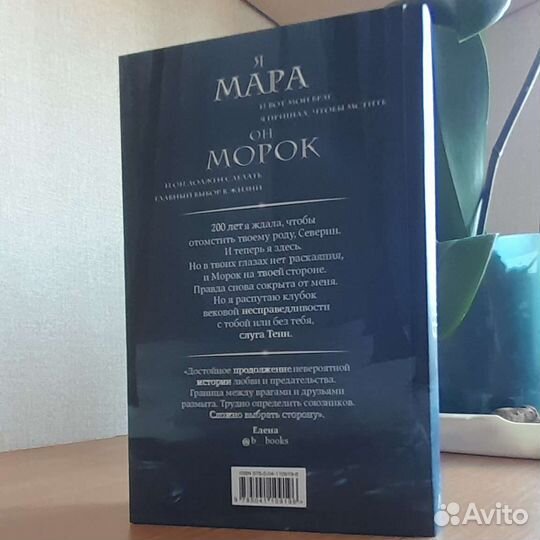 Я
МАРА
И ВОТ МОЙ ВРАГ
Я ПРИШЛА, ЧТОБЫ МСТИТЬ
ОН
МОРОК
И ОН ДОЛЖЕН СДЕЛАТЬ
ГЛАВНЫЙ ВЫБОР В ЖИЗНИ
200 лет я ждала, чтобы
отомстить твоему роду, Северин.
И теперь я здесь.
Но в твоих глазах нет раскаяния,
и Морок на твоей стороне.
Правда снова сокрыта от меня.
Но я распутаю клубок
вековой несправедливости
с тобой или без тебя,
слуга Тени.
«Достойное продолжение невероятной
истории любви и предательства.
Граница между врагами и друзьями
размыта. Трудно определить союзников.
Сложно выбрать сторону».
Елена
@b books
Avito